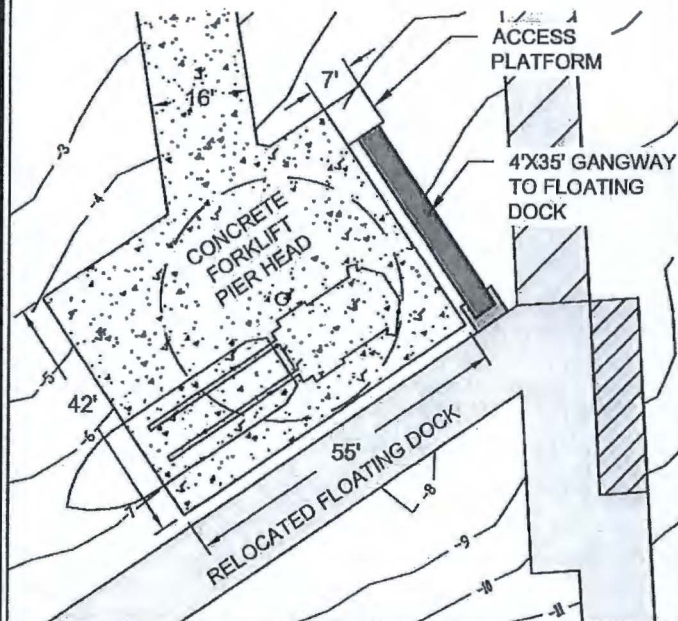 ACCESS
PLATFORM
7'
16'
4'X35' GANGWAY
TO FLOATING
DOCK
CONCRETE
FORKLIFT
PIER HEAD
42'
55'
RELOCATED FLOATING DOCK
-3
-4
-5
-6
-7
-8
-9
-10
-11